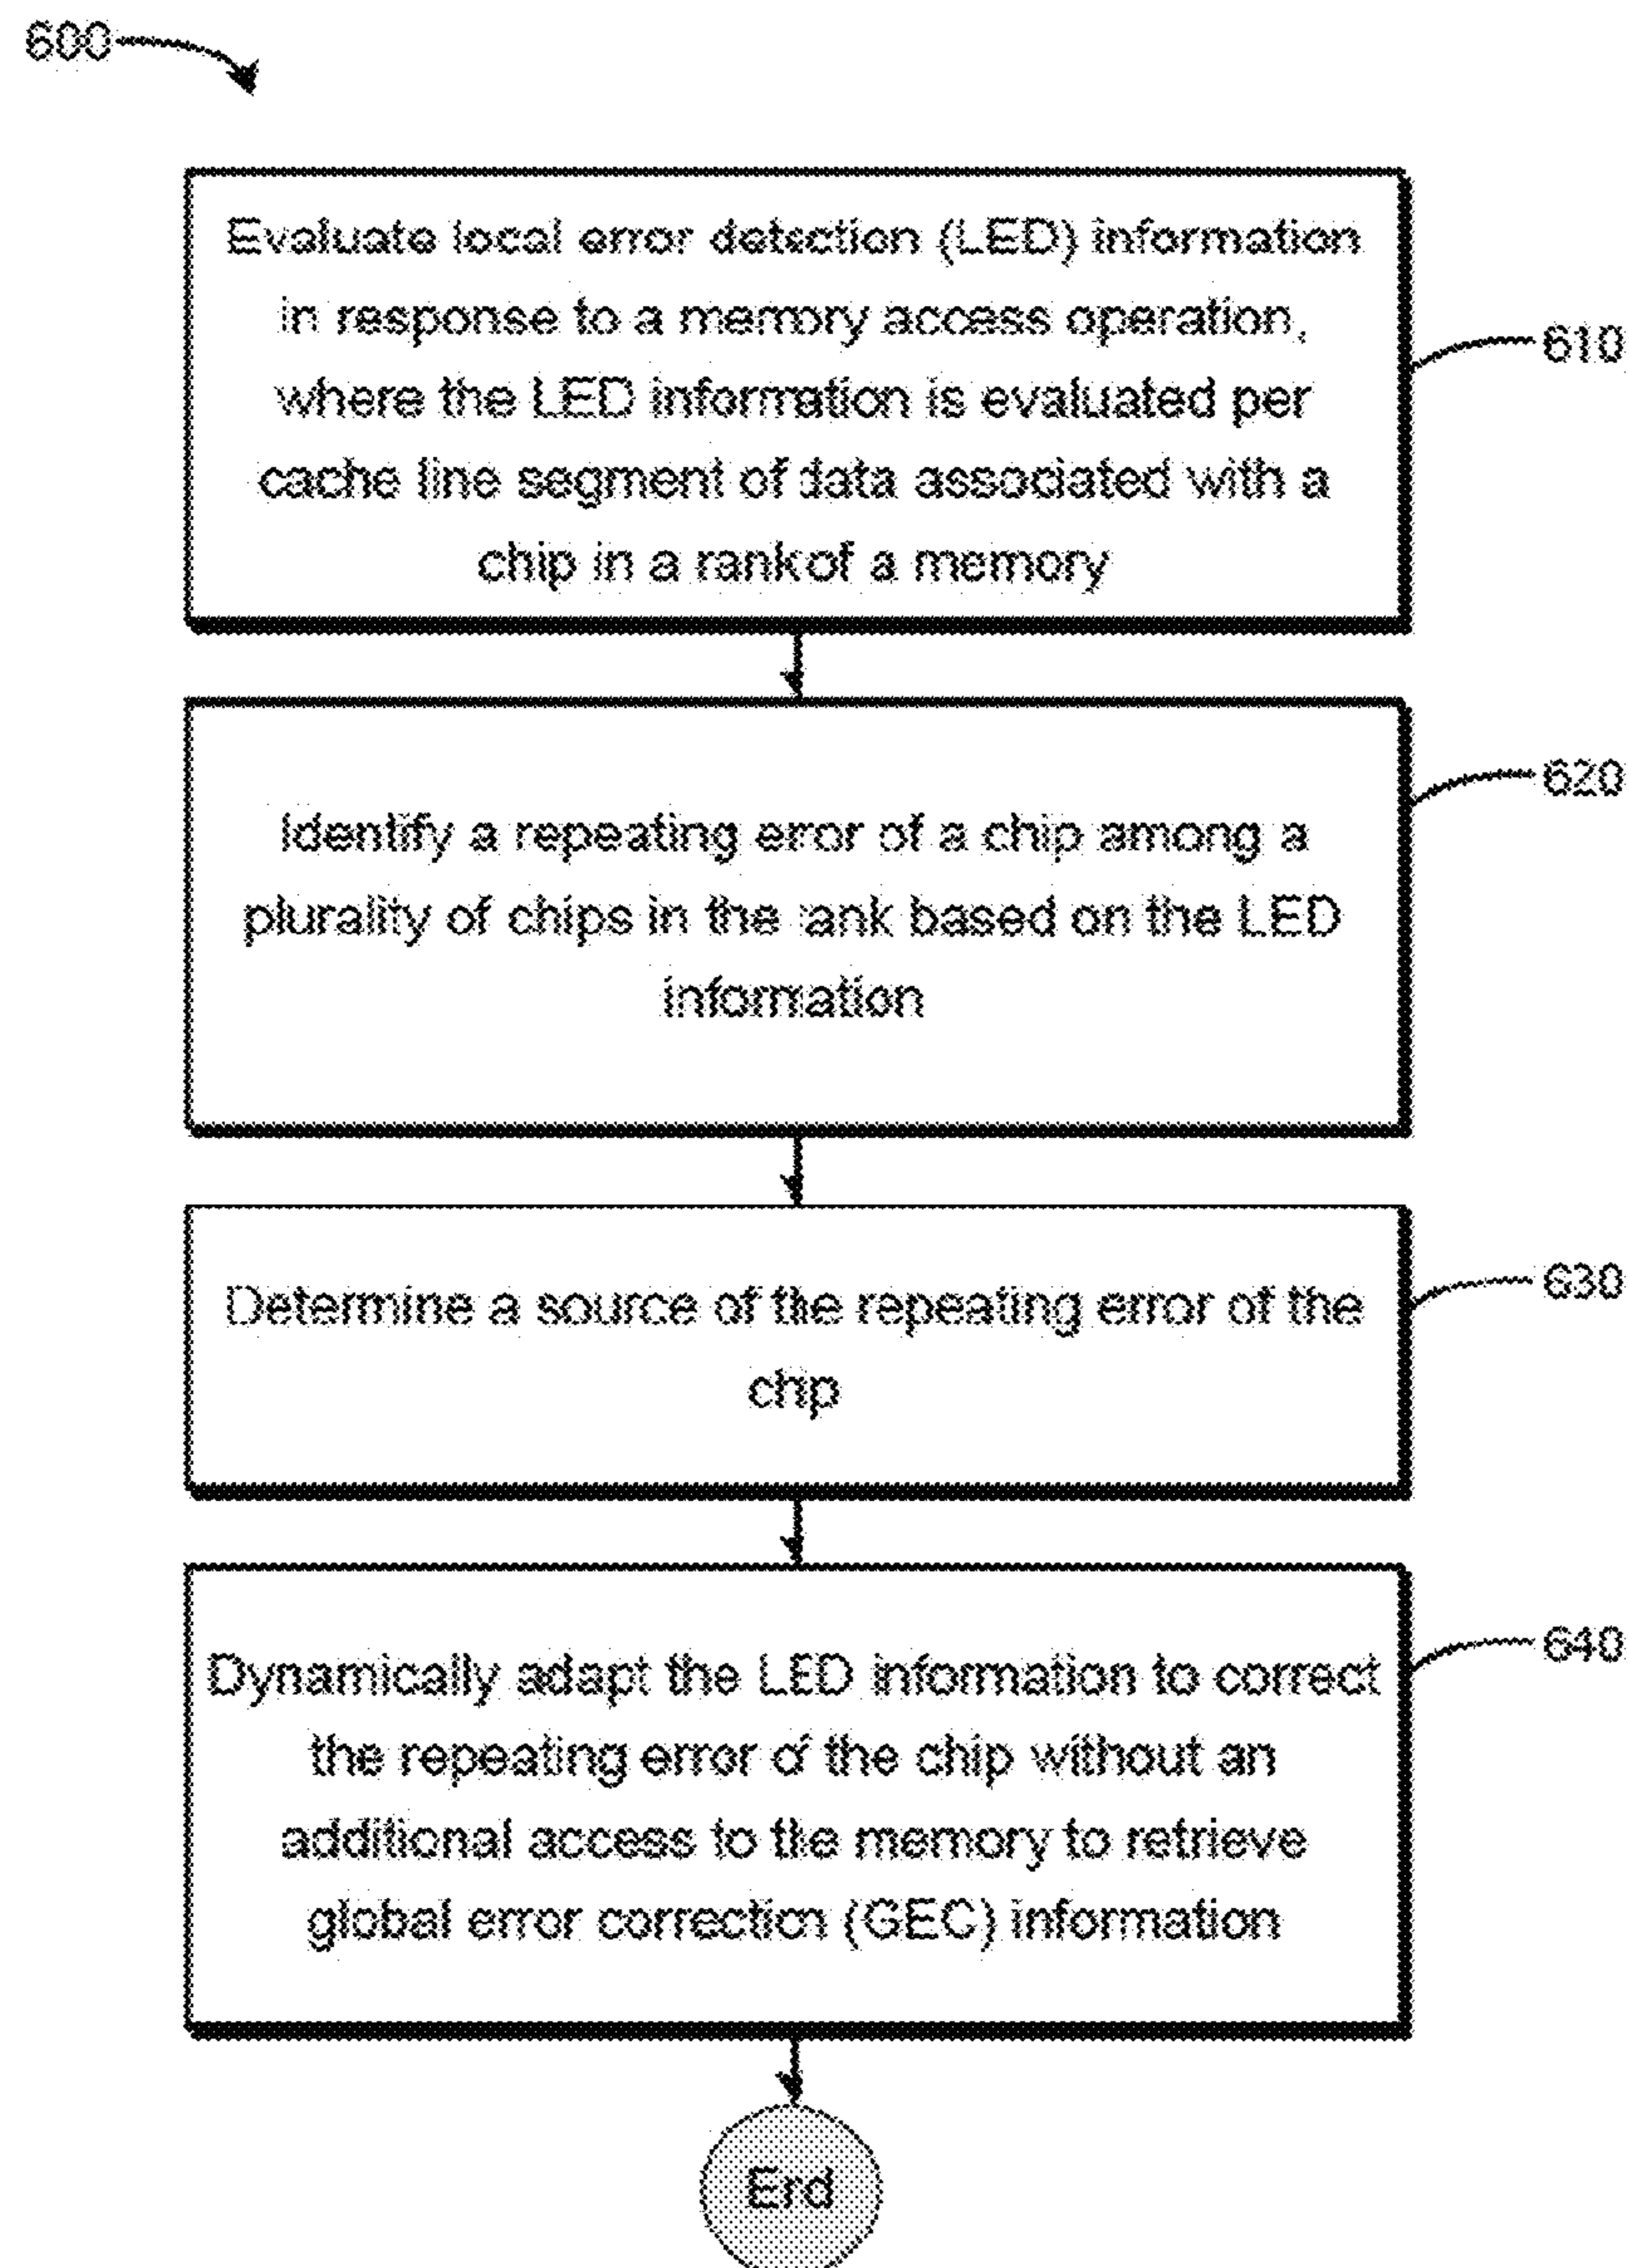 600
Evaluate local error detection (LED) information
in response to a memory access operation,
where the LED information is evaluated per
cache line segment of data associated with a
chip in a rank of a memory
610
Identify a repeating error of a chip among a
plurality of chips in the rank based on the LED
information
620
Determine a source of the repeating error of the
chip
630
Dynamically adapt the LED information to correct
the repeating error of the chip without an
additional access to the memory to retrieve
global error correction (GEC) information
640
End